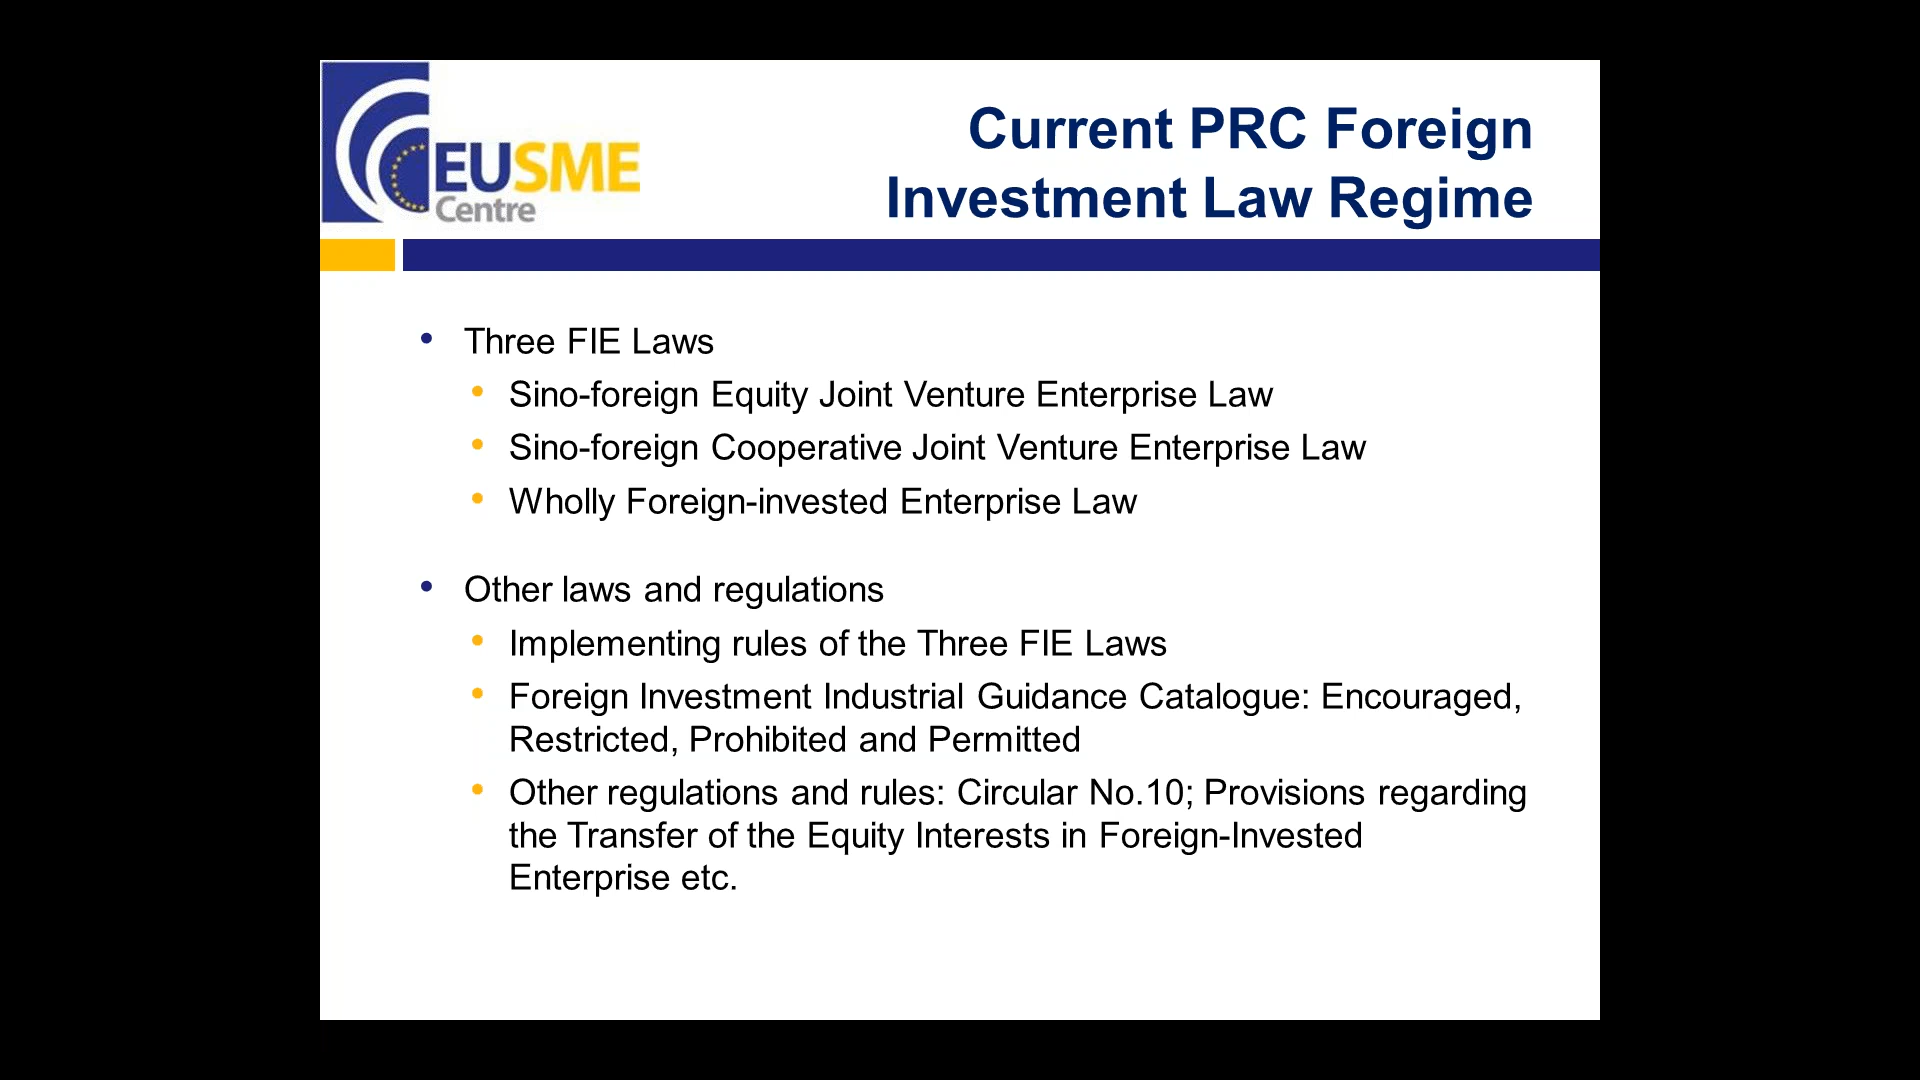 EUSME
Centre
Current PRC Foreign
Investment Law Regime
• Three FIE Laws
• Sino-foreign Equity Joint Venture Enterprise Law
• Sino-foreign Cooperative Joint Venture Enterprise Law
• Wholly Foreign-invested Enterprise Law
• Other laws and regulations
• Implementing rules of the Three FIE Laws
• Foreign Investment Industrial Guidance Catalogue: Encouraged,
Restricted, Prohibited and Permitted
• Other regulations and rules: Circular No.10; Provisions regarding
the Transfer of the Equity Interests in Foreign-Invested
Enterprise etc.